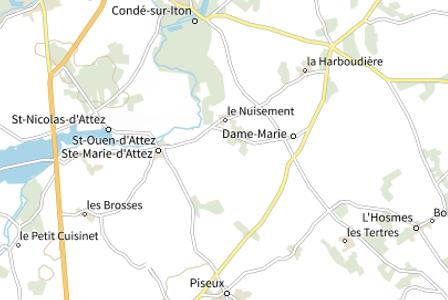 Condé-sur-Iton
la Harboudière
le Nuisement
St-Nicolas-d'Attez
Dame-Marie
St-Ouen-d'Attez
Ste-Marie-d'Attez
les Brosses
L'Hosmes
Bo
les Tertres
le Petit Cuisinet
Piseux